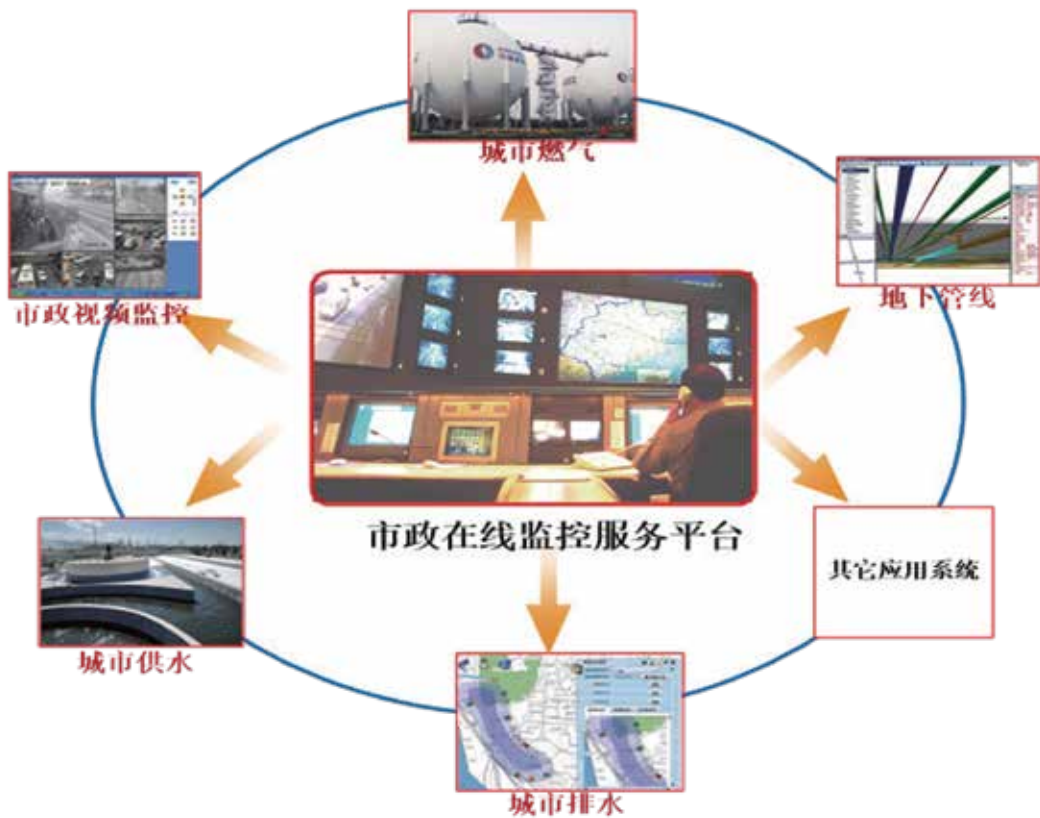 城市燃气
市政视频监控
地下管线
市政在线监控服务平台
其它应用系统
城市供水
城市排水